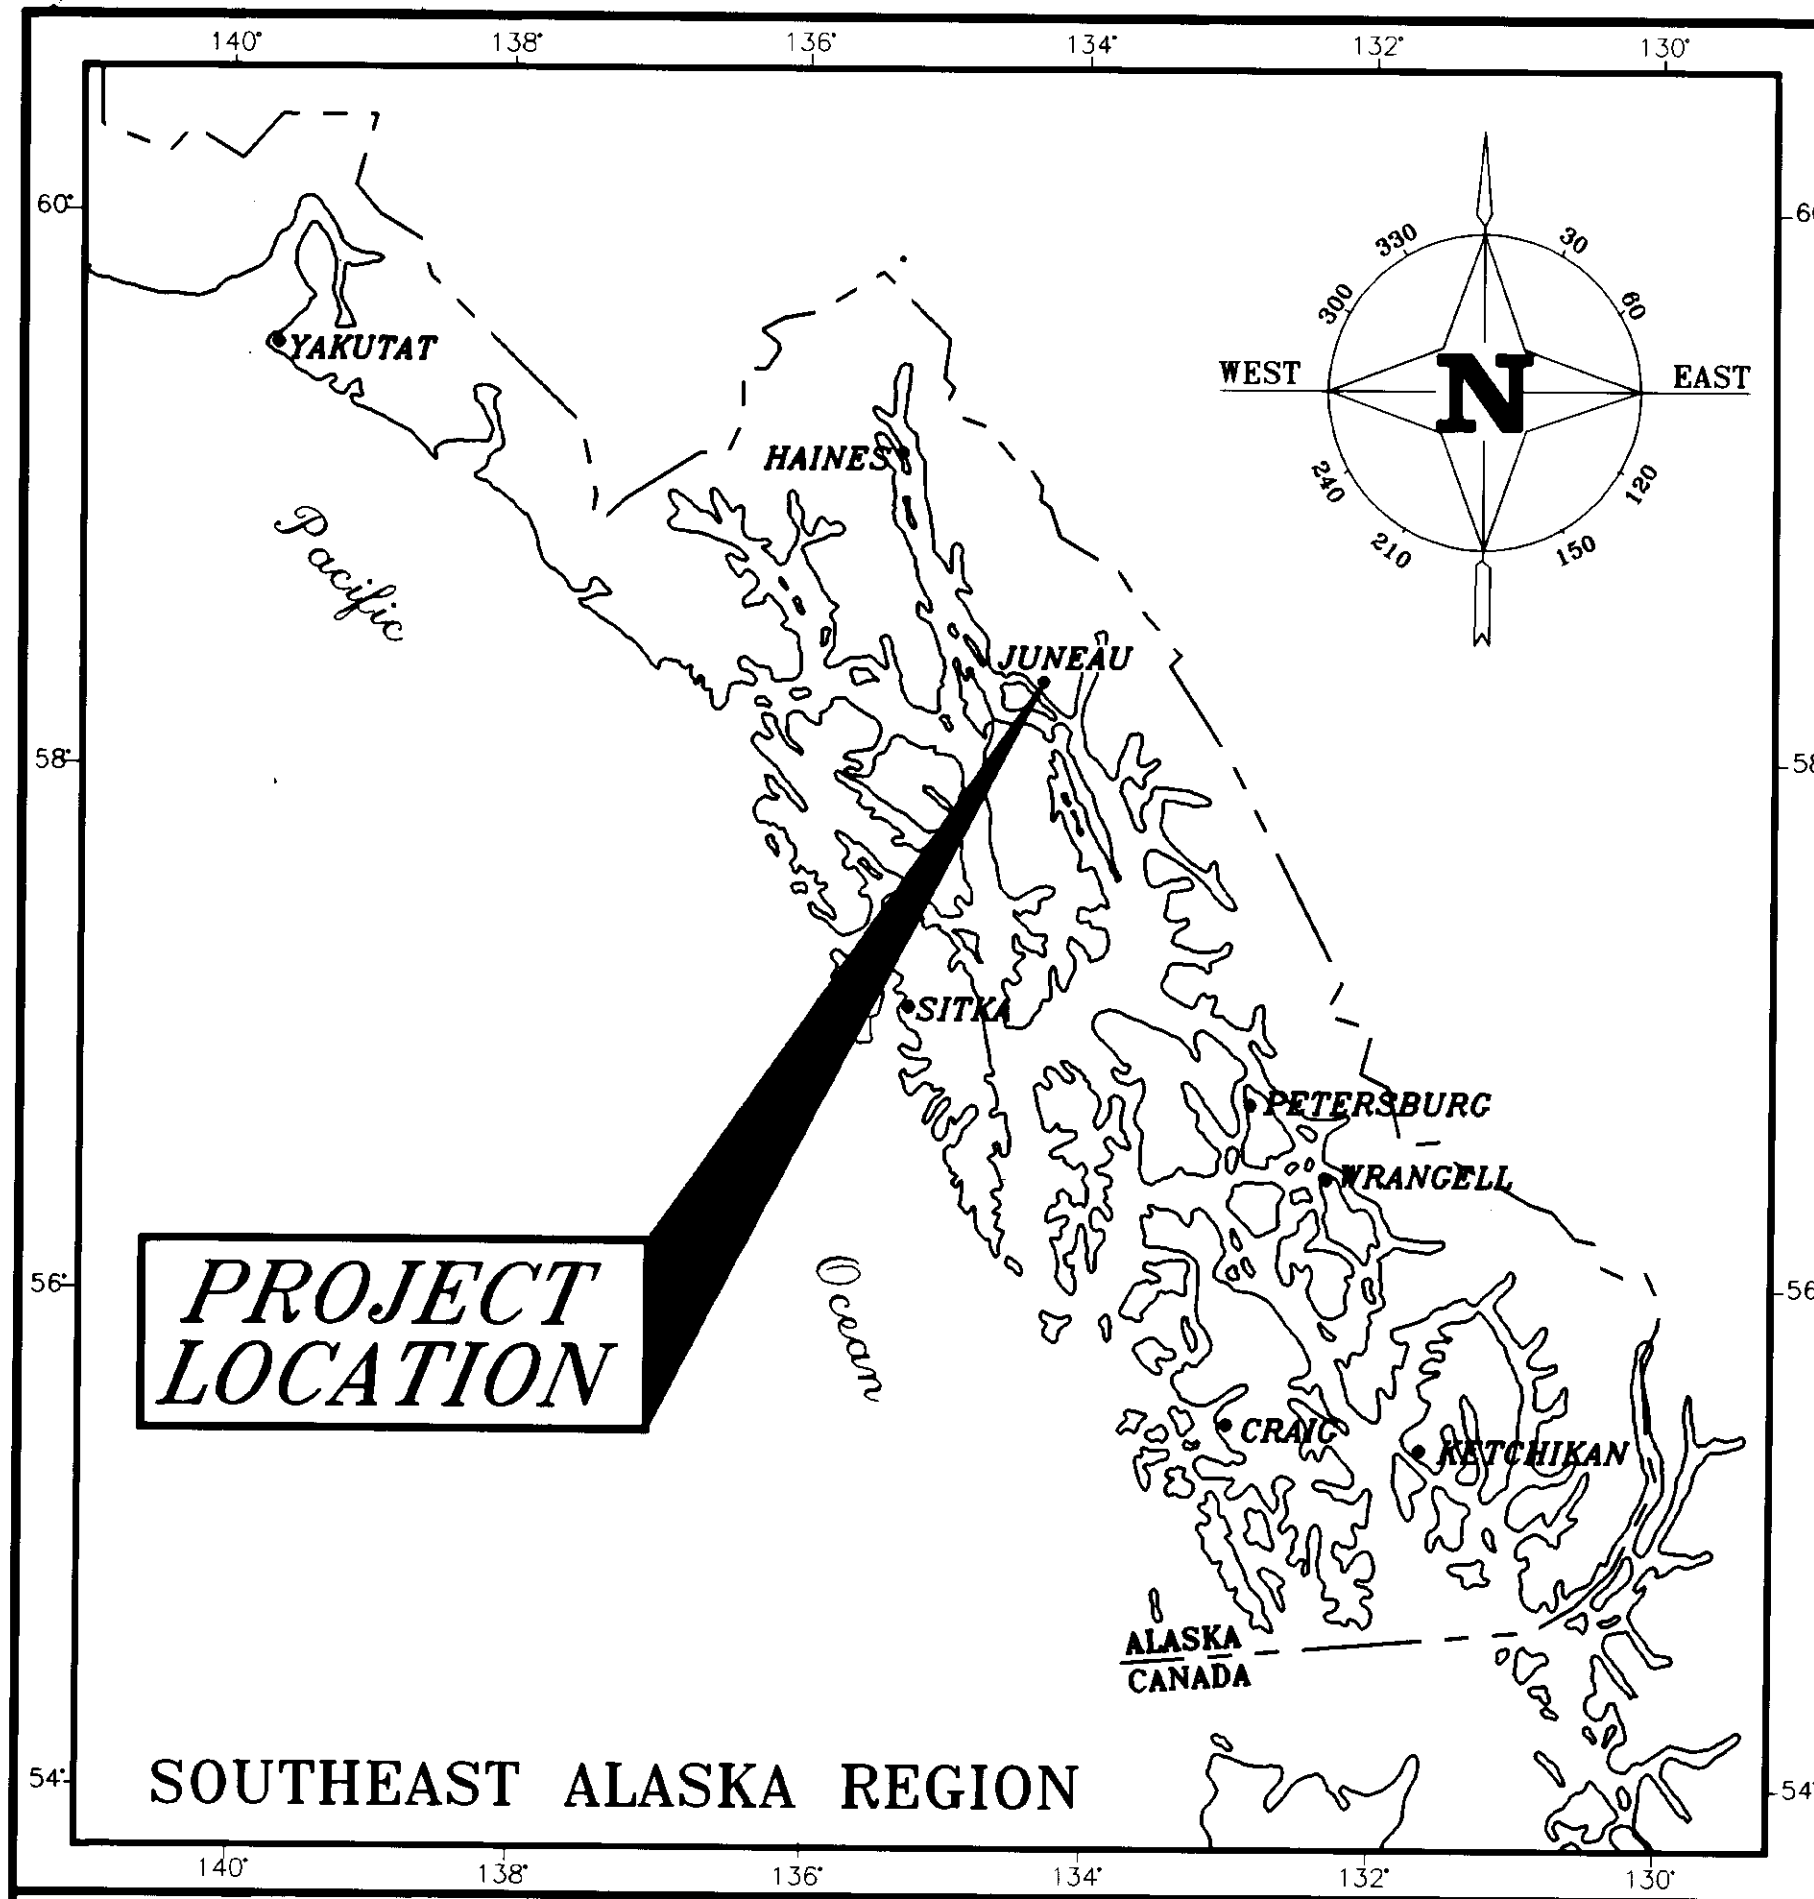 140° 138° 136° 134° 132° 130°
60°
YAKUTAT
HAINES
Pacific
JUNEAU
330 30
300 60
WEST N EAST
240 120
210 150
58° 58
SITKA
PETERSBURG
WRANGELL
PROJECT
LOCATION
Ocean
56° 56
CRAIG
KETCHIKAN
ALASKA
CANADA
54° 54°
SOUTHEAST ALASKA REGION
140° 138° 136° 134° 132° 130°